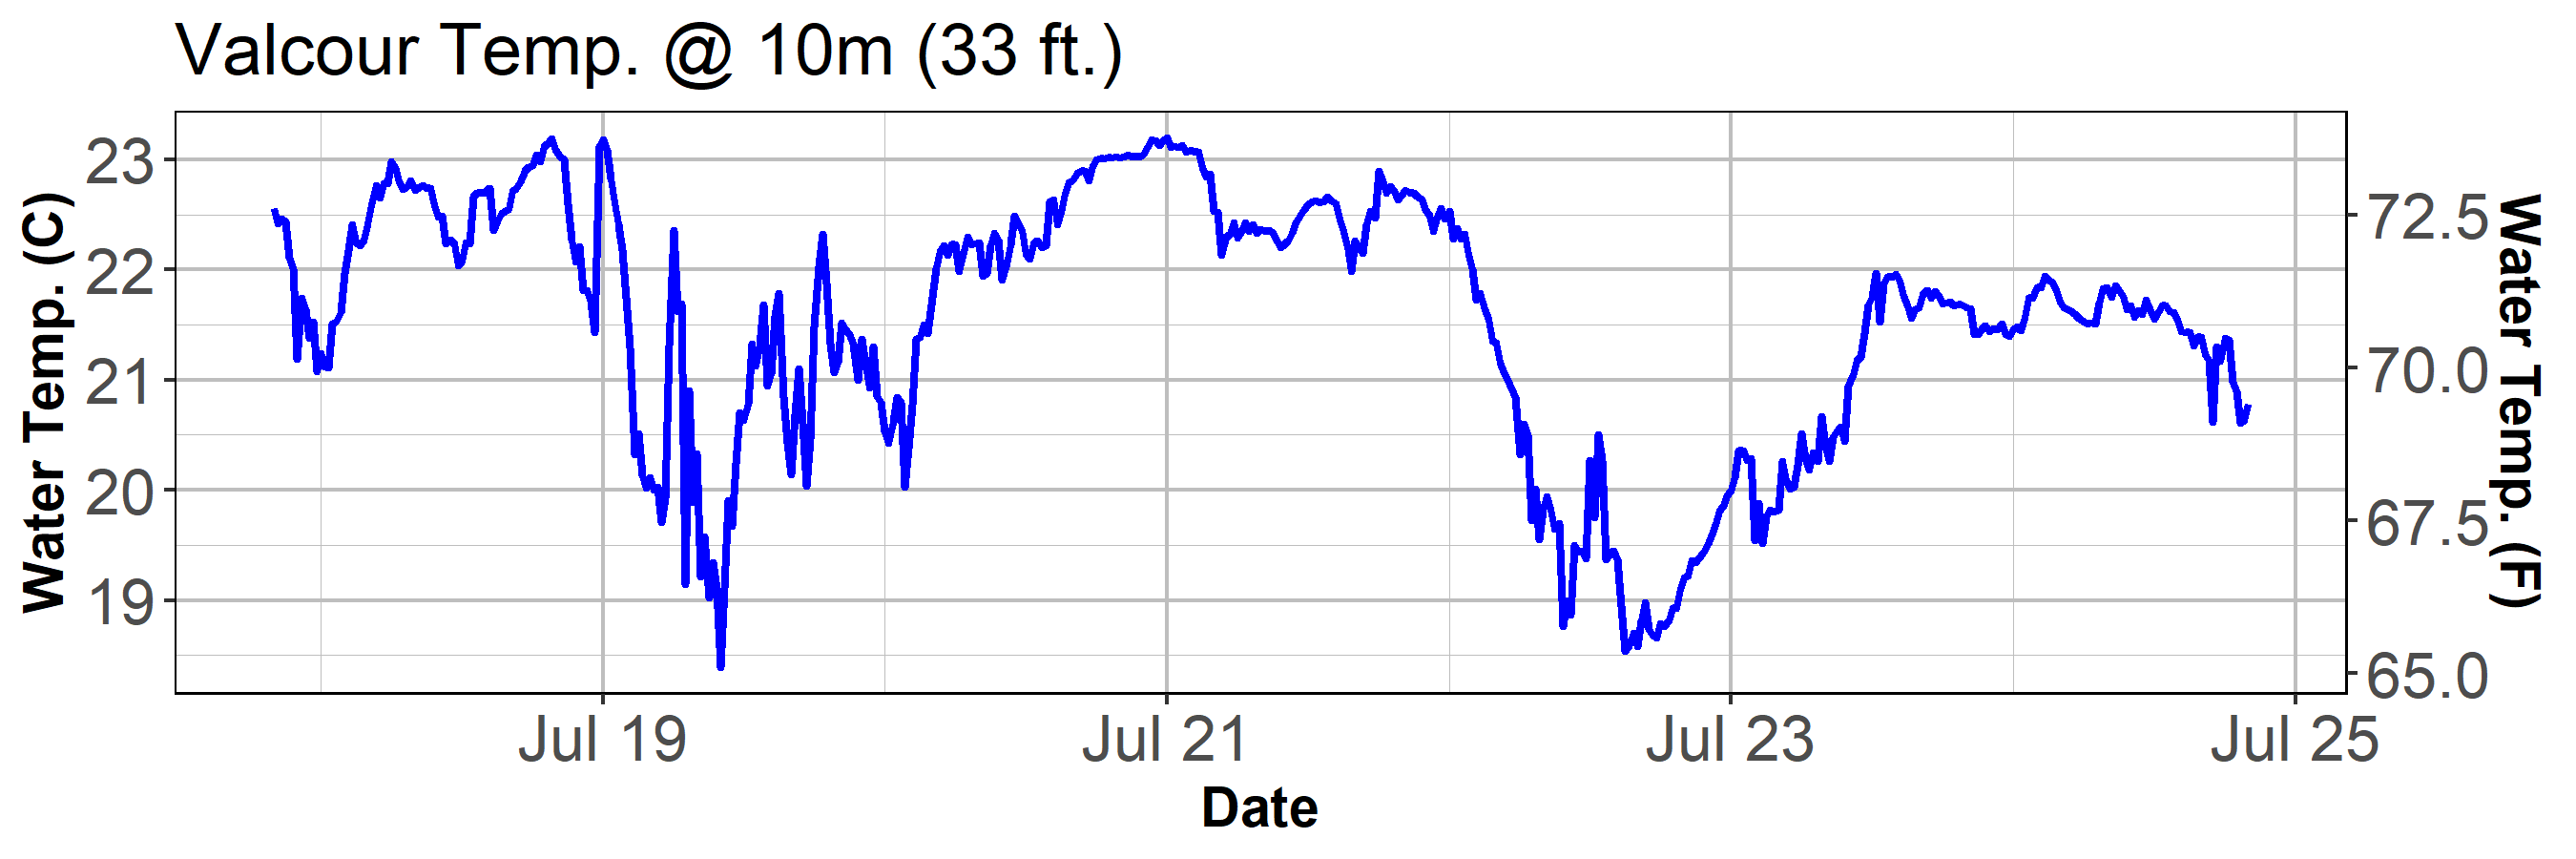 Valcour Temp. @ 10m (33 ft.)
Water Temp. (C)
23
22
21
20
19
72.5
70.0
67.5
65.0
Water Temp. (F)
Jul 19 Jul 21 Jul 23 Jul 25
Date